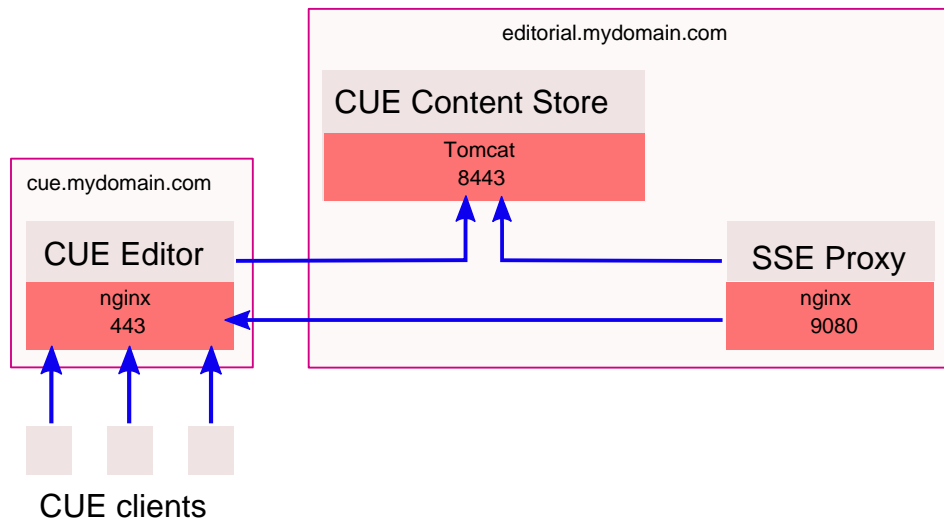 editorial.mydomain.com
CUE Content Store
Tomcat
8443
cue.mydomain.com
CUE Editor
nginx
443
SSE Proxy
nginx
9080
CUE clients